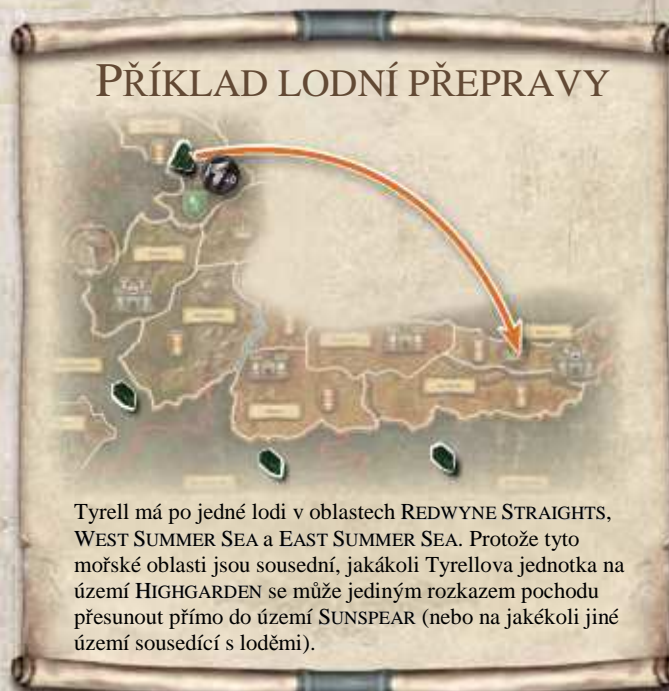 PŘÍKLAD LODNÍ PŘEPRAVY
Tyrell má po jedné lodi v oblastech REDWYNE STRAIGHTS,
WEST SUMMER SEA a EAST SUMMER SEA. Protože tyto
mořské oblasti jsou sousední, jakákoli Tyrellova jednotka na
území HIGHGARDEN se může jediným rozkazem pochodu
přesunout přímo do území SUNSPEAR (nebo na jakékoli jiné
území sousedící s loděmi).